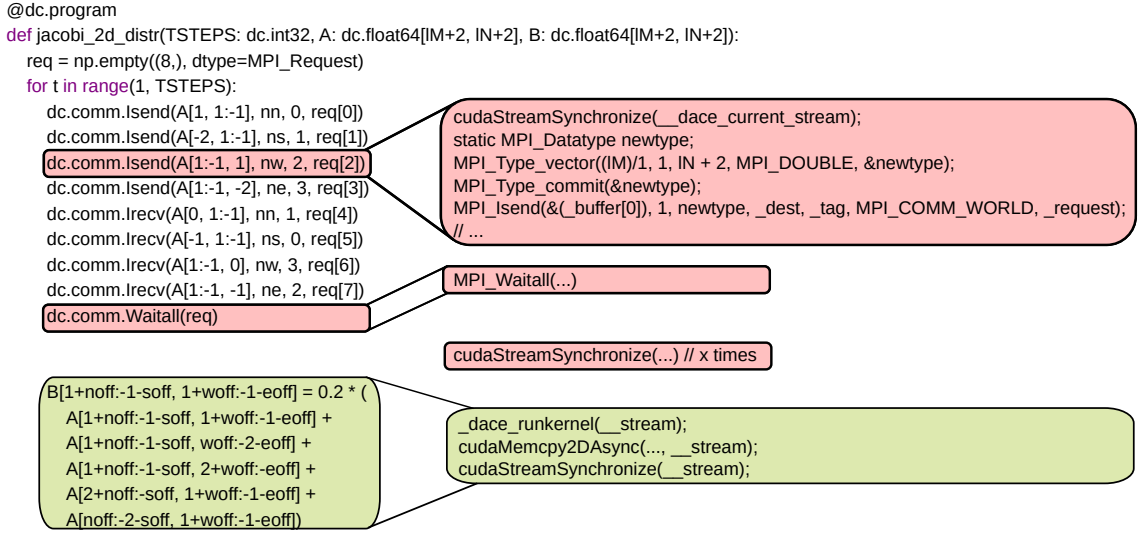 @dc.program
def jacobi_2d_distr(TSTEPS: dc.int32, A: dc.float64[lM+2, lN+2], B: dc.float64[lM+2, lN+2]):
req = np.empty((8,), dtype=MPI_Request)
for t in range(1, TSTEPS):
dc.comm.Isend(A[1, 1:-1], nn, 0, req[0])
dc.comm.Isend(A[-2, 1:-1], ns, 1, req[1])
dc.comm.Isend(A[1:-1, 1], nw, 2, req[2])
dc.comm.Isend(A[1:-1, -2], ne, 3, req[3])
dc.comm.Irecv(A[0, 1:-1], nn, 1, req[4])
dc.comm.Irecv(A[-1, 1:-1], ns, 0, req[5])
dc.comm.Irecv(A[1:-1, 0], nw, 3, req[6])
dc.comm.Irecv(A[1:-1, -1], ne, 2, req[7])
dc.comm.Waitall(req)
cudaStreamSynchronize(__dace_current_stream);
static MPI_Datatype newtype;
MPI_Type_vector((lM)/1, 1, lN + 2, MPI_DOUBLE, &newtype);
MPI_Type_commit(&newtype);
MPI_Isend(&(_buffer[0]), 1, newtype, _dest, _tag, MPI_COMM_WORLD, _request);
// ...
MPI_Waitall(...)
cudaStreamSynchronize(...) // x times
B[1+noff:-1-soff, 1+woff:-1-eoff] = 0.2 * (
A[1+noff:-1-soff, 1+woff:-1-eoff] +
A[1+noff:-1-soff, woff:-2-eoff] +
A[1+noff:-1-soff, 2+woff:-eoff] +
A[2+noff:-soff, 1+woff:-1-eoff] +
A[noff:-2-soff, 1+woff:-1-eoff])
_dace_runkernel(__stream);
cudaMemcpy2DAsync(..., __stream);
cudaStreamSynchronize(__stream);